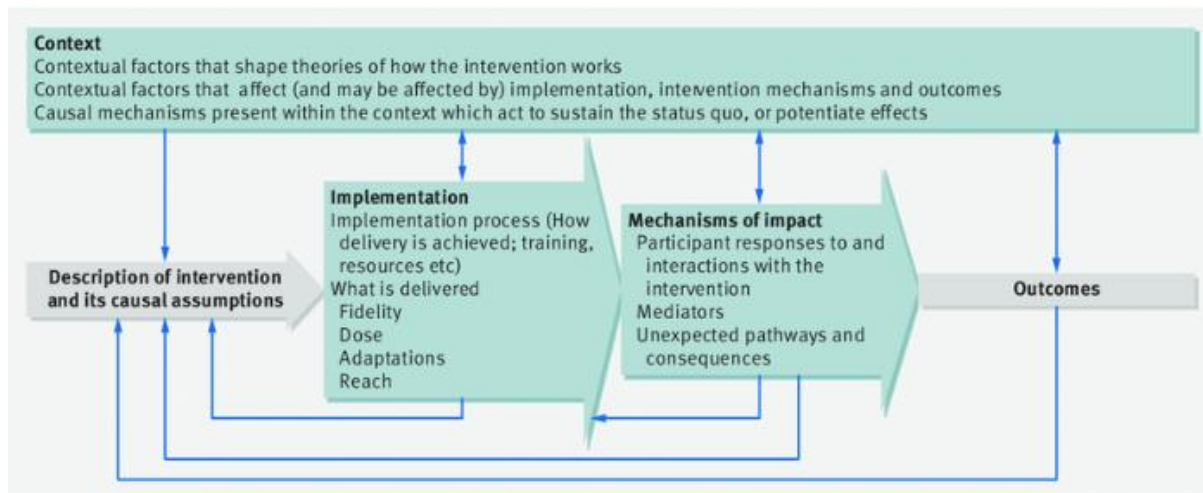 Context
Contextual factors that shape theories of how the intervention works
Contextual factors that affect (and may be affected by) implementation, intervention mechanisms and outcomes
Causal mechanisms present within the context which act to sustain the status quo, or potentiate effects
Description of intervention
and its causal assumptions
Implementation
Implementation process (How
delivery is achieved; training,
resources etc)
What is delivered
Fidelity
Dose
Adaptations
Reach
Mechanisms of impact
Participant responses to and
interactions with the
intervention
Mediators
Unexpected pathways and
consequences
Outcomes